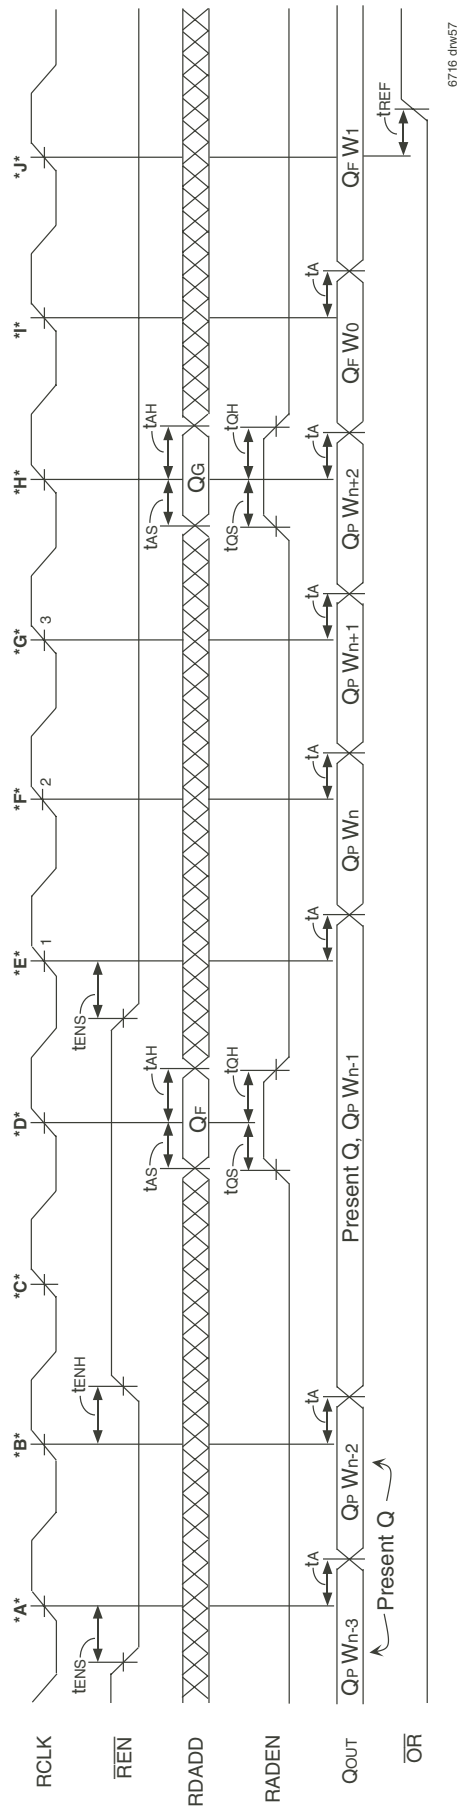 *A*
*B*
*C*
*D*
*E*
*F*
*G*
*H*
*I*
*J*
RCLK
1
2
3
REN
tENS
tENH
tENS
RDADD
tAS
tAH
QF
tAS
tAH
QG
RADEN
tQS
tQH
tQS
tQH
QOUT
tA
tA
tA
tA
tA
tA
tA
tA
QP Wn-3
QP Wn-2
Present Q, QP Wn-1
QP Wn
QP Wn+1
QP Wn+2
QF W0
QF W1
Present Q
OR
tREF
6716 drw57